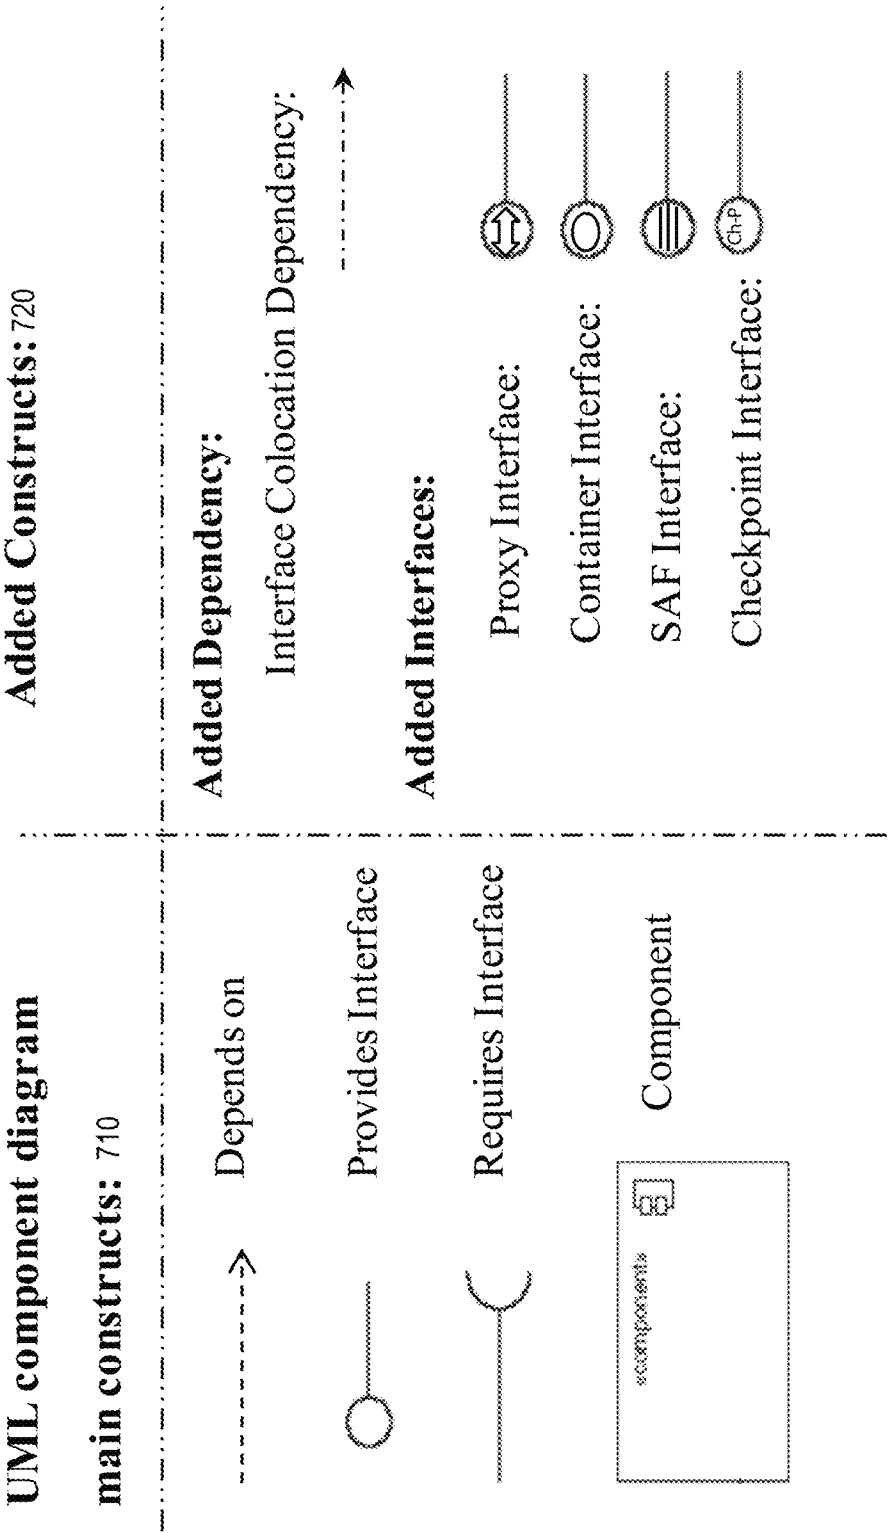 UML component diagram
main constructs: 710
Depends on
Provides Interface
Requires Interface
«component»
Component
Added Constructs: 720
Added Dependency:
Interface Colocation Dependency:
Added Interfaces:
Proxy Interface:
Container Interface:
SAF Interface:
Checkpoint Interface:
Ch-P